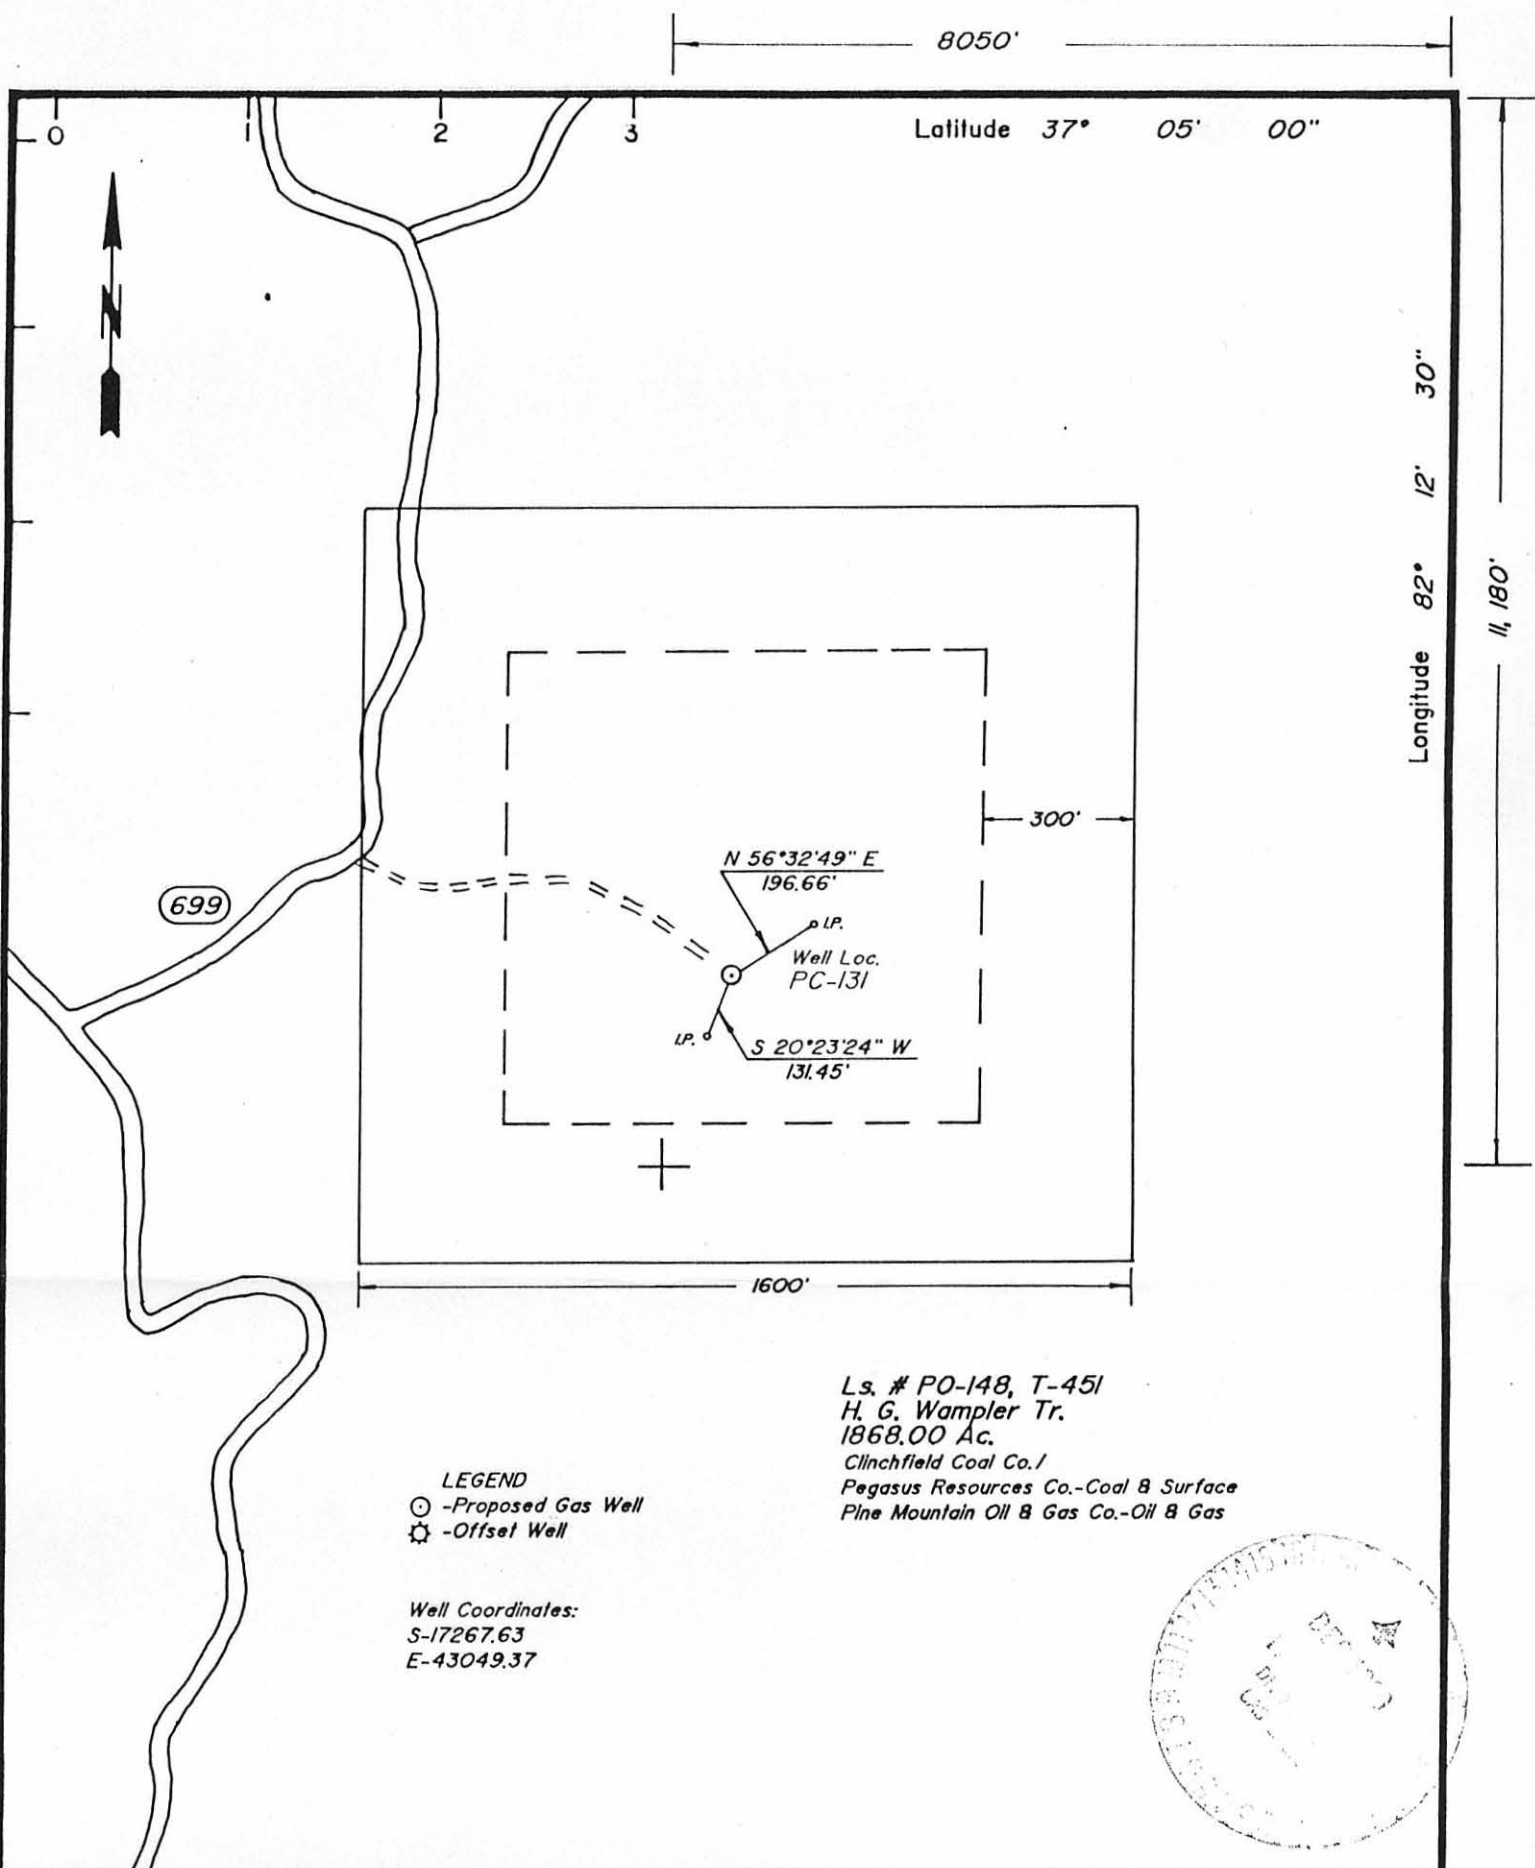 8050'
0 1 2 3
Latitude 37° 05' 00"
N
Longitude 82° 12' 30"
11,180'
300'
N 56°32'49" E
196.66'
I.P.
699
Well Loc.
PC-131
I.P.
S 20°23'24" W
131.45'
1600'
Ls. # PO-148, T-451
H. G. Wampler Tr.
1868.00 Ac.
Clinchfield Coal Co./
Pegasus Resources Co.-Coal & Surface
Pine Mountain Oil & Gas Co.-Oil & Gas
LEGEND
-Proposed Gas Well
-Offset Well
Well Coordinates:
S-17267.63
E-43049.37